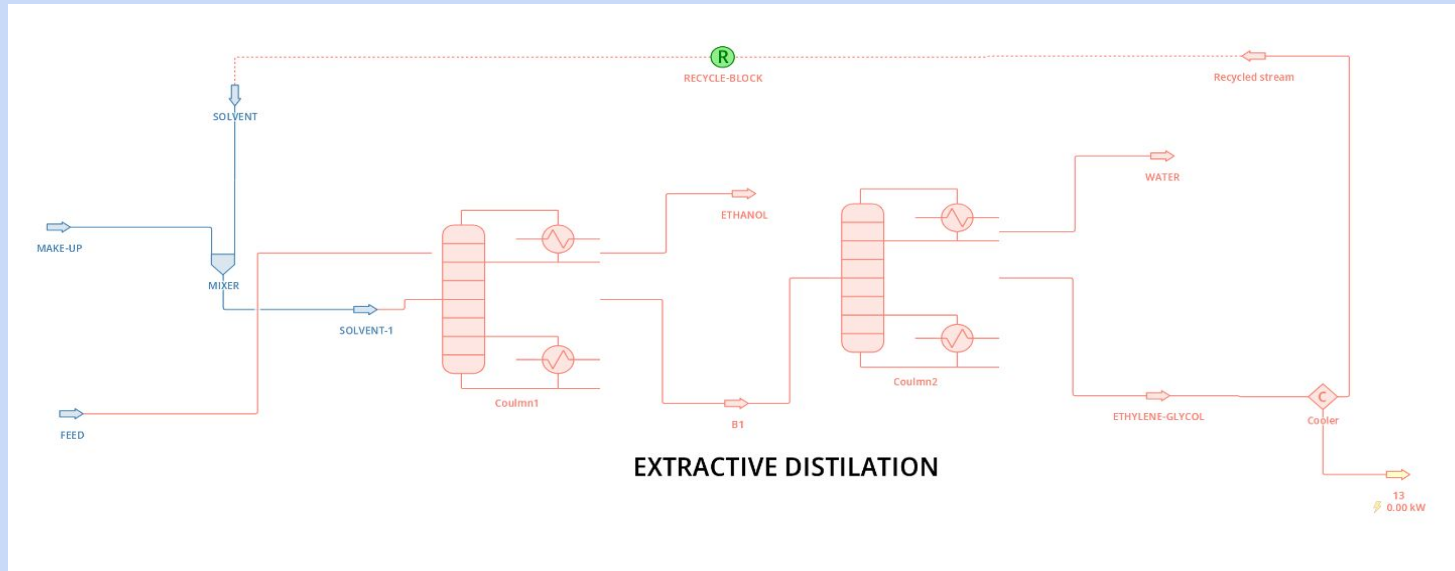 R
RECYCLE-BLOCK
Recycled stream
SOLVENT
WATER
ETHANOL
MAKE-UP
MIXER
SOLVENT-1
Coulmn2
Coulmn1
C
Cooler
ETHYLENE-GLYCOL
B1
FEED
EXTRACTIVE DISTILATION
13
0.00 kW